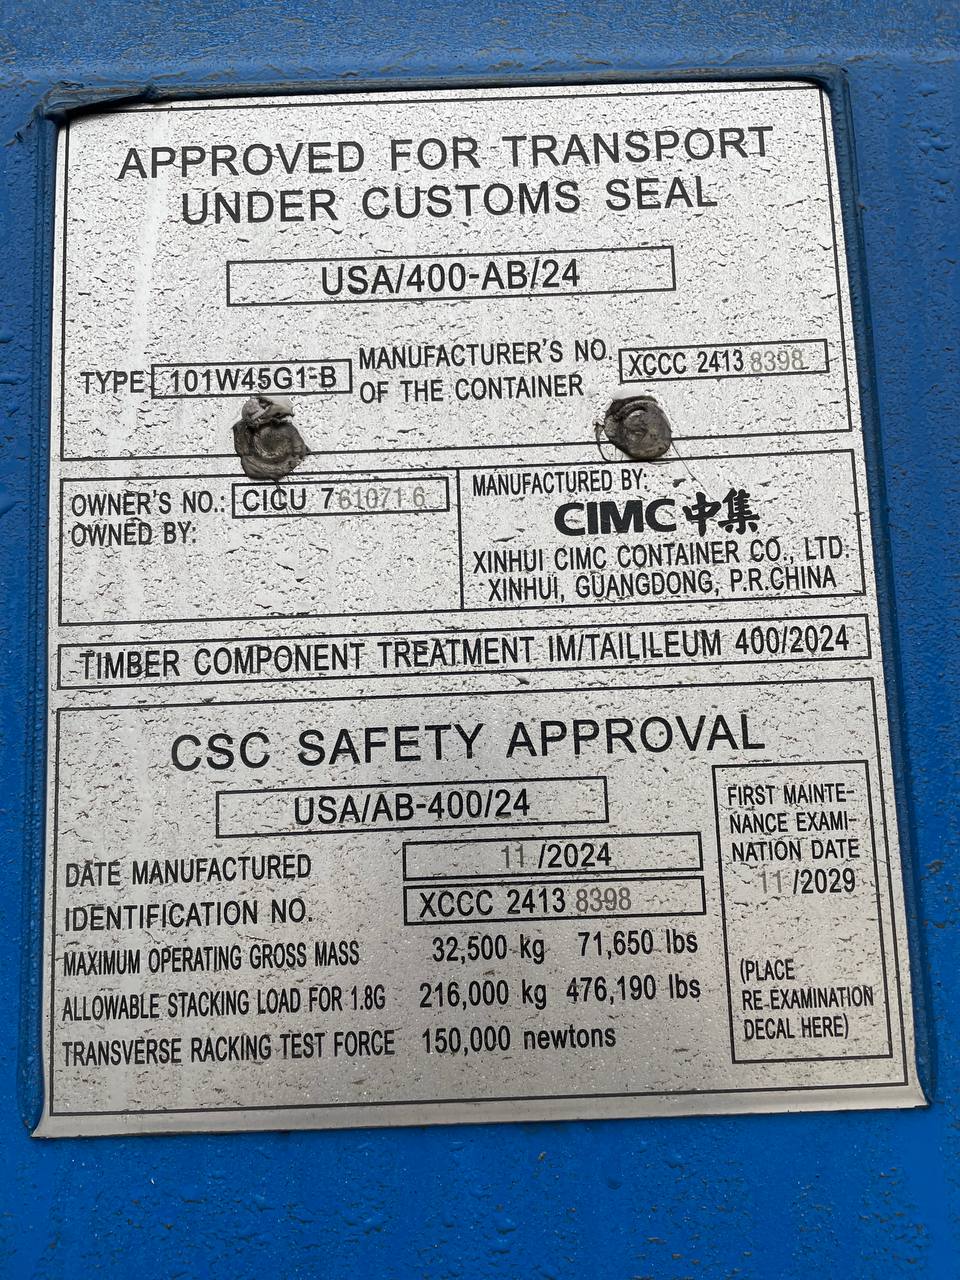 APPROVED FOR TRANSPORT
UNDER CUSTOMS SEAL
USA/400-AB/24
TYPE 101W45G1-B MANUFACTURER'S NO. OF THE CONTAINER XCCC 2413 8398
OWNER'S NO.: CICU 7 610716
OWNED BY:
MANUFACTURED BY:
CIMC 中集
XINHUI CIMC CONTAINER CO., LTD.
XINHUI, GUANGDONG, P.R.CHINA
TIMBER COMPONENT TREATMENT IM/TAILILEUM 400/2024
CSC SAFETY APPROVAL
USA/AB-400/24
DATE MANUFACTURED 11 /2024
IDENTIFICATION NO. XCCC 2413 8398
MAXIMUM OPERATING GROSS MASS 32,500 kg 71,650 lbs
ALLOWABLE STACKING LOAD FOR 1.8G 216,000 kg 476,190 lbs
TRANSVERSE RACKING TEST FORCE 150,000 newtons
FIRST MAINTE-
NANCE EXAMI-
NATION DATE
11 /2029
(PLACE
RE-EXAMINATION
DECAL HERE)